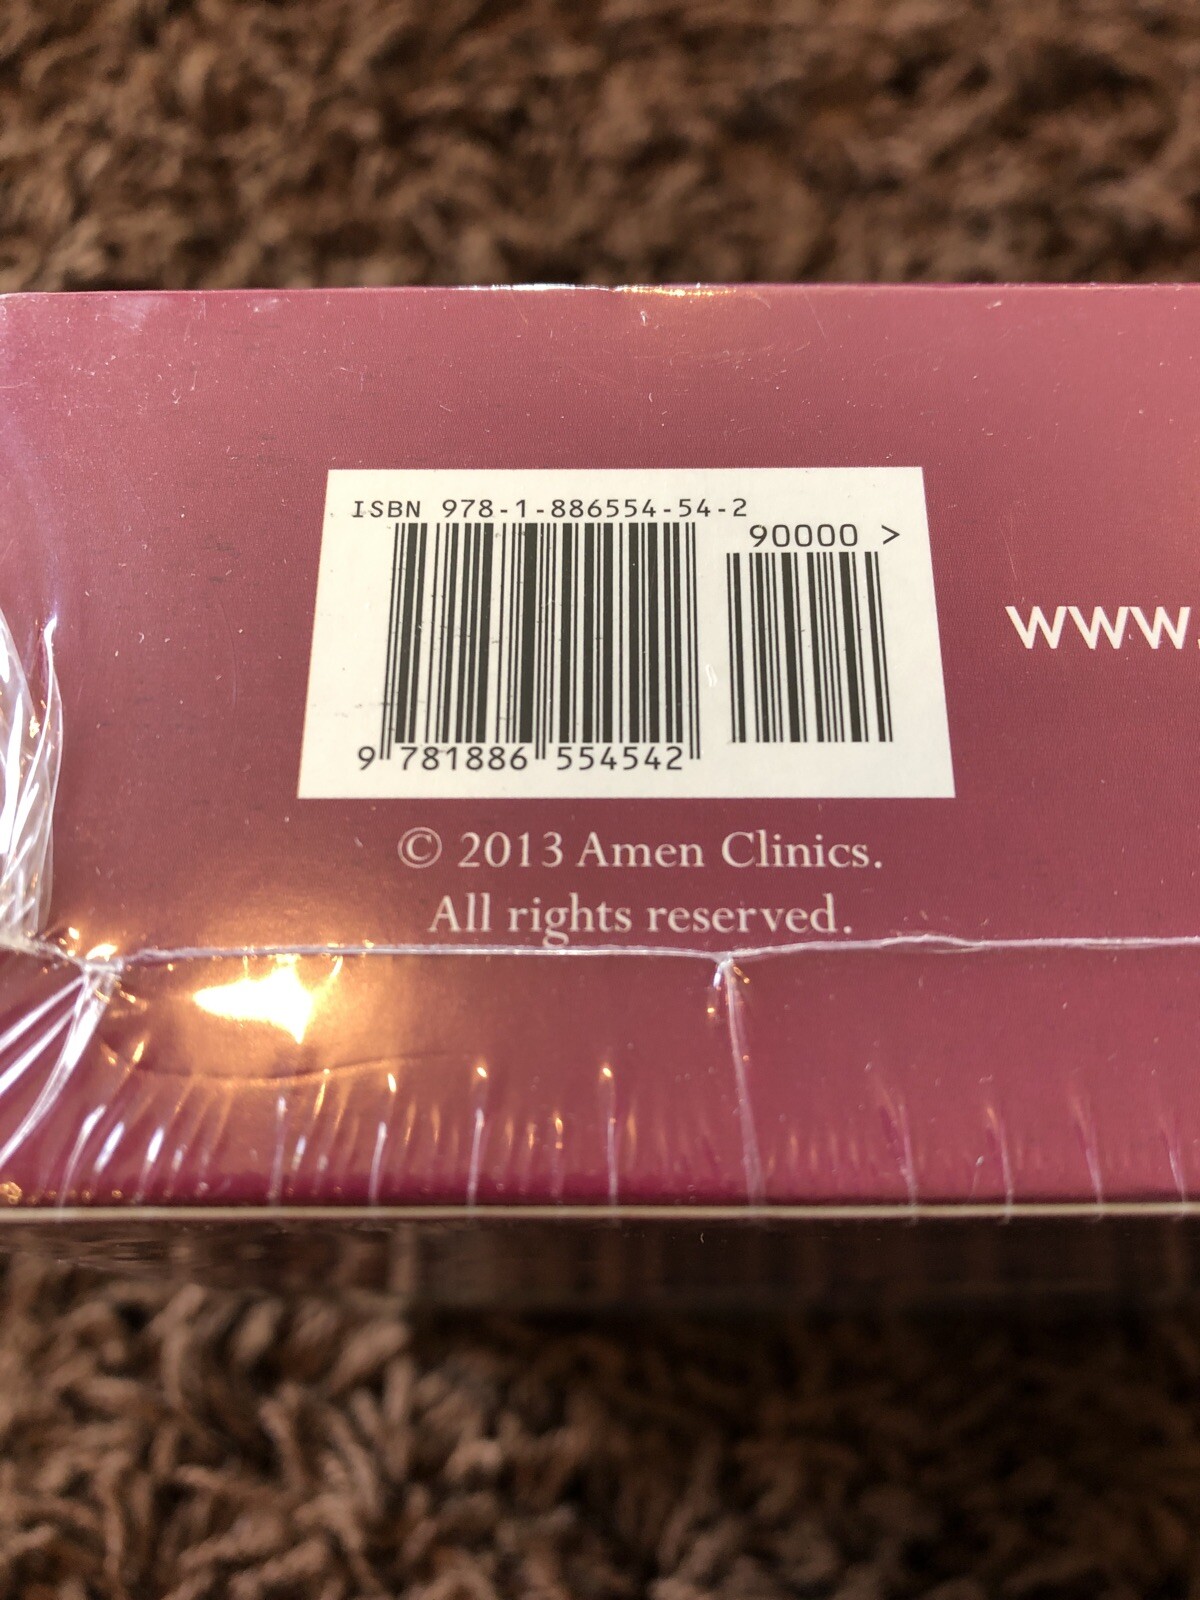 ISBN 978-1-886554-54-2
90000 >
9 781886 554542
www.
© 2013 Amen Clinics.
All rights reserved.